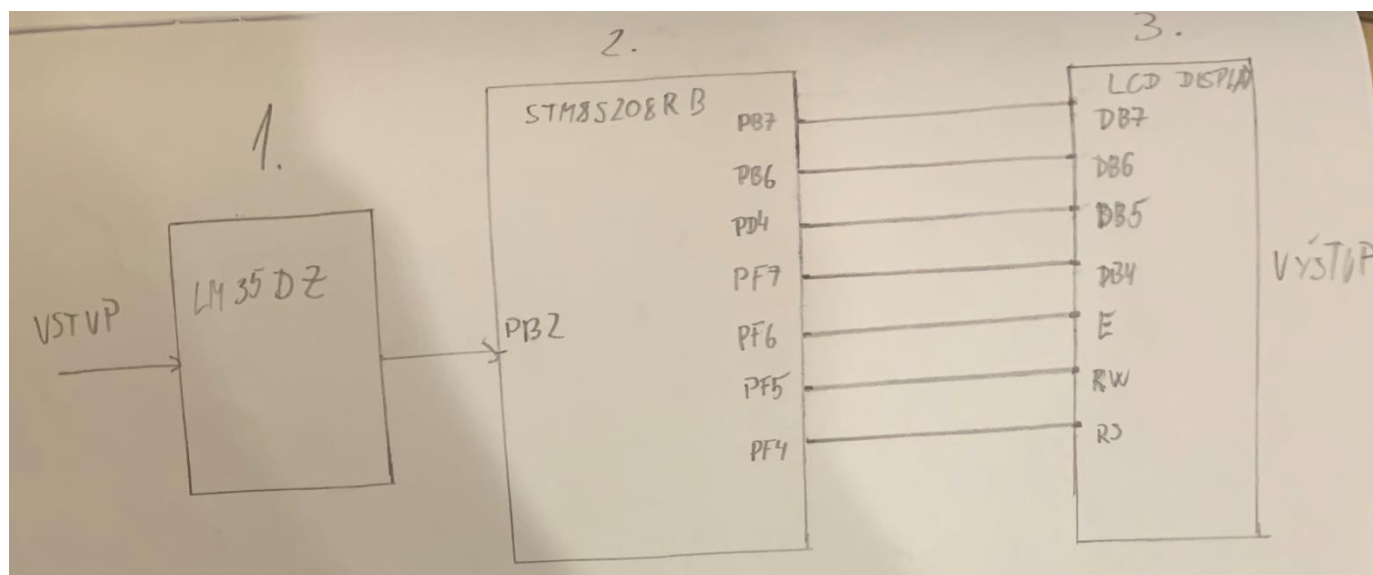 1.
VSTUP
LM35DZ
2.
STM8S208RB
PB2
PB7
PB6
PD4
PF7
PF6
PF5
PF4
3.
LCD DISPLAY
DB7
DB6
DB5
DB4
E
RW
RS
VÝSTUP